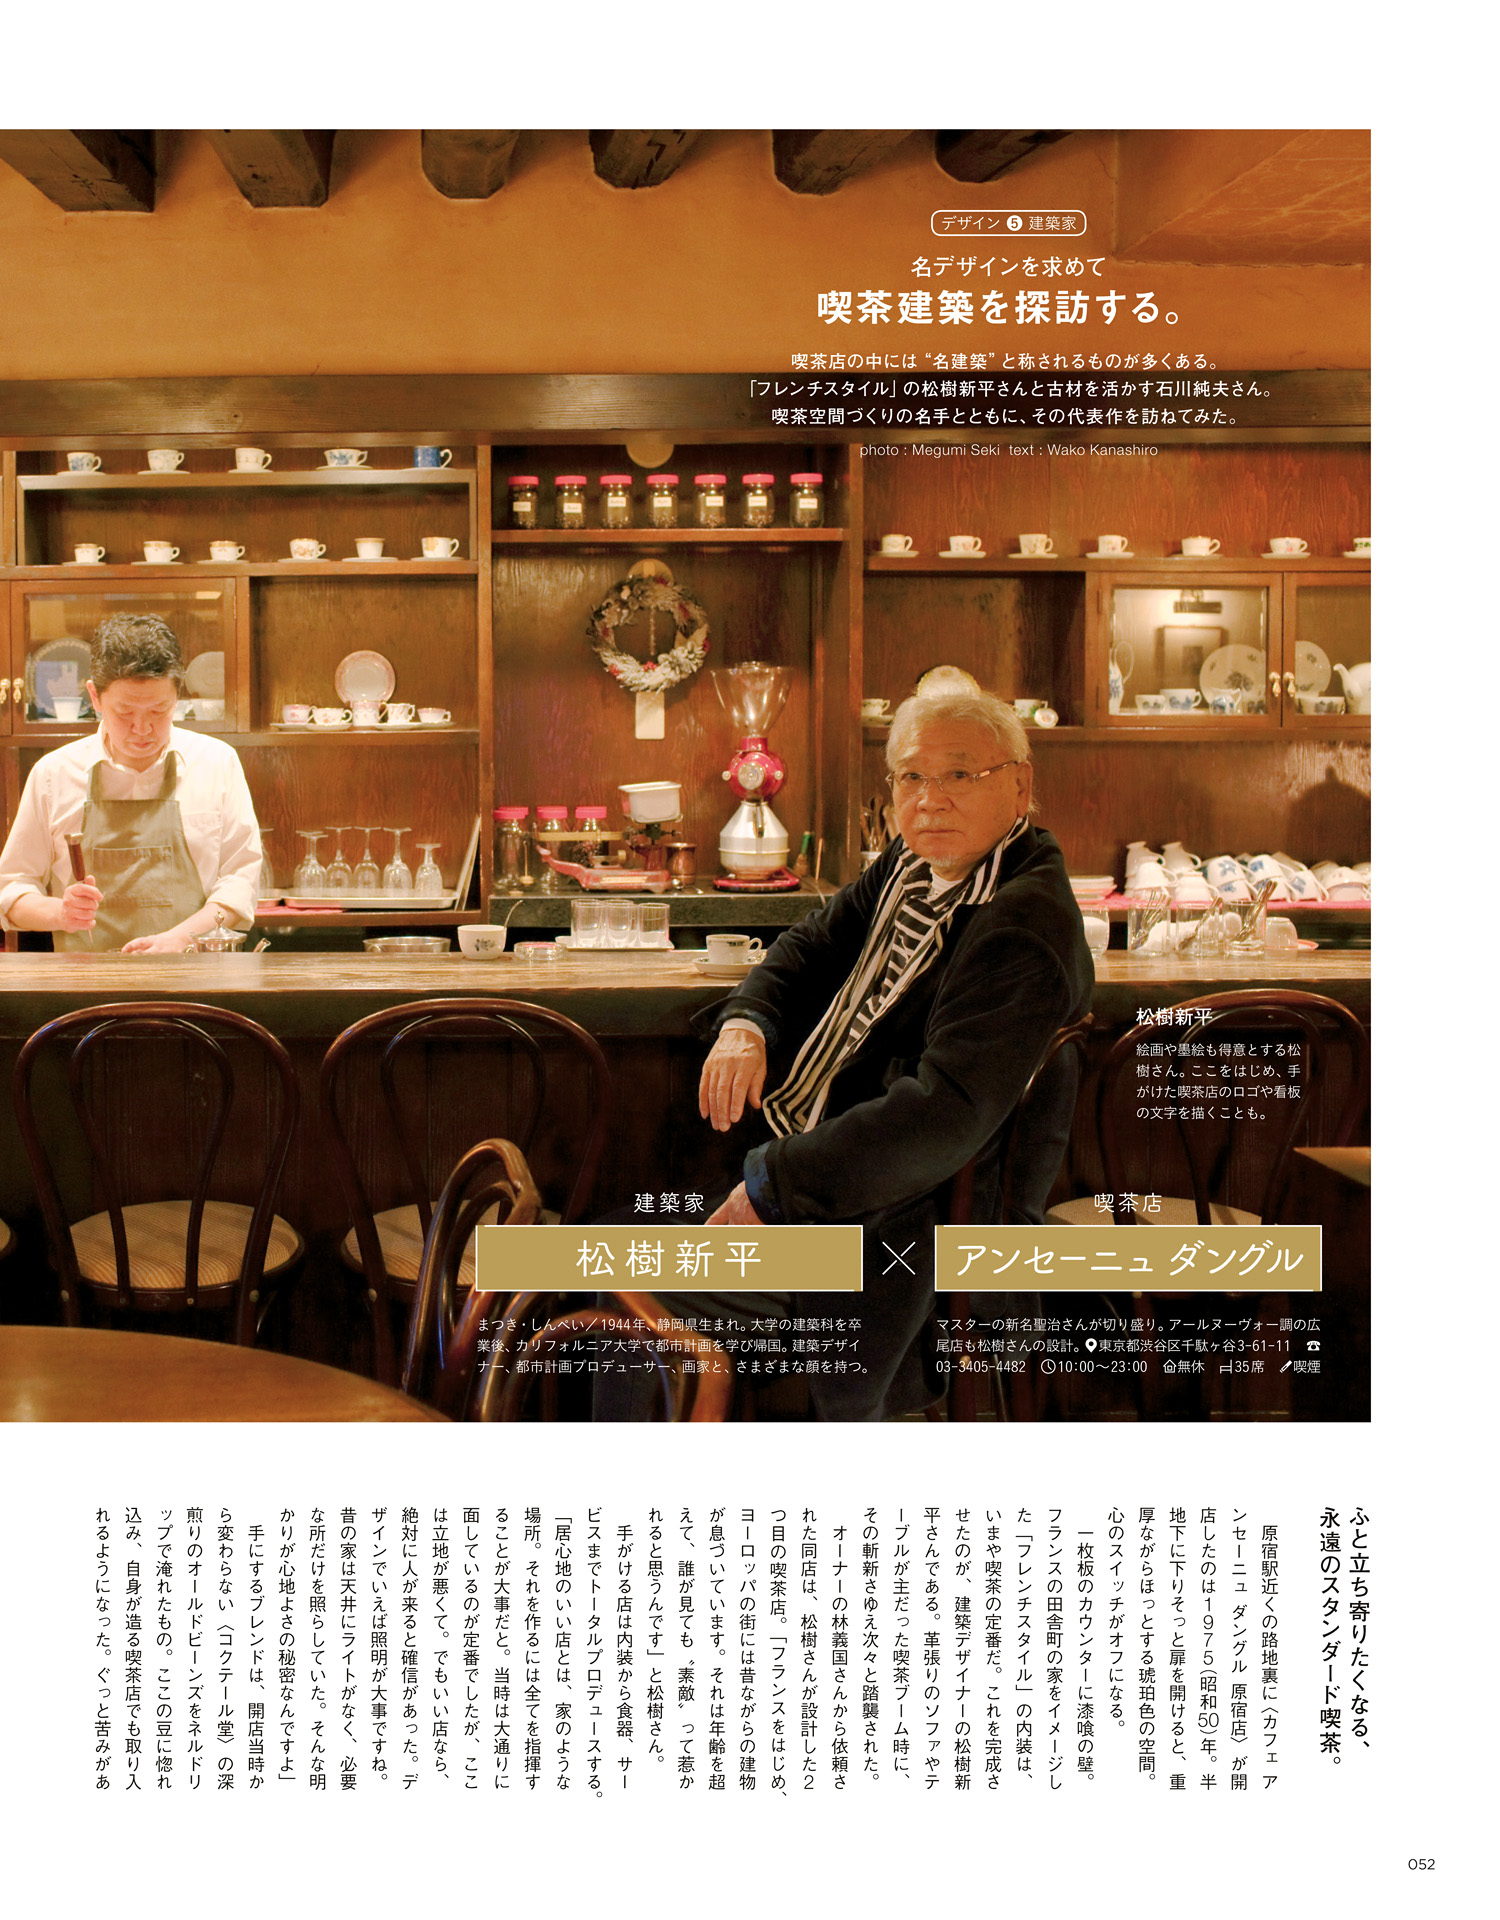 デザイン 5 建築家
名デザインを求めて
喫茶建築を探訪する。
喫茶店の中には “名建築” と称されるものが多くある。
「フレンチスタイル」の松樹新平さんと古材を活かす石川純夫さん。
喫茶空間づくりの名手とともに、その代表作を訪ねてみた。
photo : Megumi Seki text : Wako Kanashiro
松樹新平
絵画や墨絵も得意とする松
樹さん。ここをはじめ、手
がけた喫茶店のロゴや看板
の文字を描くことも。
建築家
松樹新平
×
喫茶店
アンセーニュ ダングル
まつき・しんぺい／1944年、静岡県生まれ。大学の建築科を卒
業後、カリフォルニア大学で都市計画を学び帰国。建築デザイ
ナー、都市計画プロデューサー、画家と、さまざまな顔を持つ。
マスターの新名聖治さんが切り盛り。アールヌーヴォー調の広
尾店も松樹さんの設計。東京都渋谷区千駄ヶ谷3-61-11 ☎
03-3405-4482 10:00〜23:00 無休 35席 喫煙
ふと立ち寄りたくなる、
永遠のスタンダード喫茶。
原宿駅近くの路地裏に〈カフェ ア
ンセーニュ ダングル 原宿店〉が開
店したのは1975（昭和50）年。半
地下に下りそっと扉を開けると、重
厚ながらほっとする琥珀色の空間。
心のスイッチがオフになる。
一枚板のカウンターに漆喰の壁。
フランスの田舎町の家をイメージし
た「フレンチスタイル」の内装は、
いまや喫茶の定番だ。これを完成さ
せたのが、建築デザイナーの松樹新
平さんである。革張りのソファやテ
ーブルが主だった喫茶ブーム時に、
その斬新さゆえ次々と踏襲された。
オーナーの林義国さんから依頼さ
れた同店は、松樹さんが設計した2
つ目の喫茶店。「フランスをはじめ、
ヨーロッパの街には昔ながらの建物
が息づいています。それは年齢を超
えて、誰が見ても〝素敵〟って惹か
れると思うんです」と松樹さん。
手がける店は内装から食器、サー
ビスまでトータルプロデュースする。
「居心地のいい店とは、家のような
場所。それを作るには全てを指揮す
ることが大事だと。当時は大通りに
面しているのが定番でしたが、ここ
は立地が悪くて。でもいい店なら、
絶対に人が来ると確信があった。デ
ザインでいえば照明が大事ですね。
昔の家は天井にライトがなく、必要
な所だけを照らしていた。そんな明
かりが心地よさの秘密なんですよ」
手にするブレンドは、開店当時か
ら変わらない〈コクテール堂〉の深
煎りのオールドビーンズをネルドリ
ップで淹れたもの。ここの豆に惚れ
込み、自身が造る喫茶店でも取り入
れるようになった。ぐっと苦みがあ
052